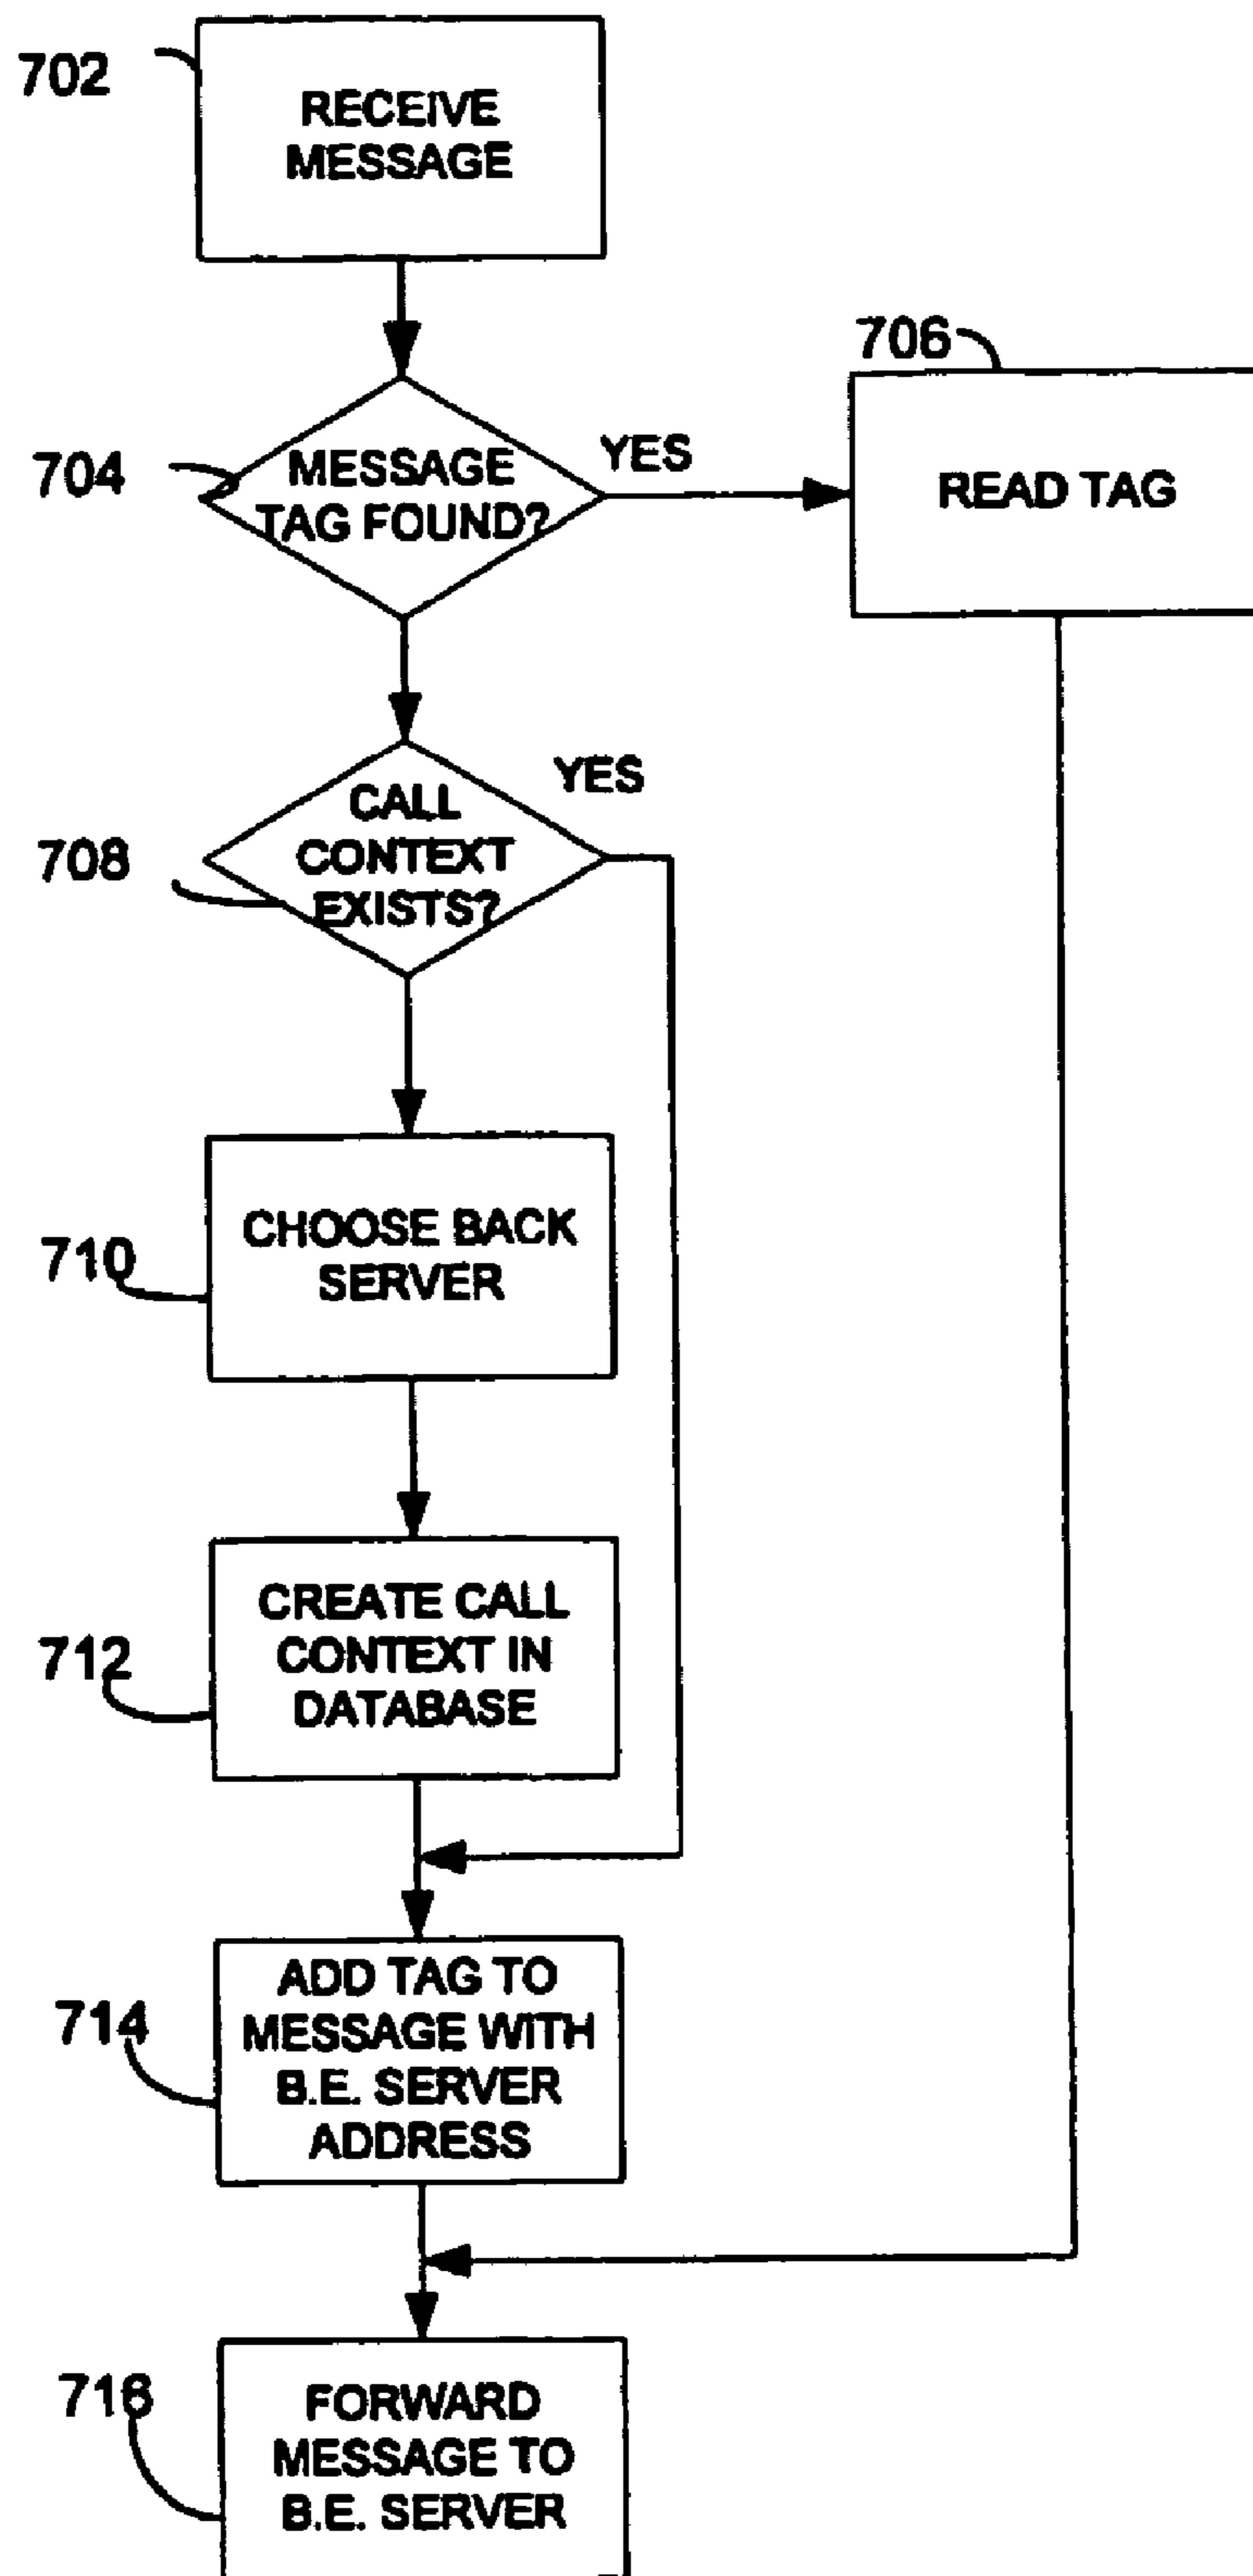 702
RECEIVE
MESSAGE
706
704
MESSAGE
TAG FOUND?
YES
READ TAG
708
CALL
CONTEXT
EXISTS?
YES
710
CHOOSE BACK
SERVER
712
CREATE CALL
CONTEXT IN
DATABASE
714
ADD TAG TO
MESSAGE WITH
B.E. SERVER
ADDRESS
716
FORWARD
MESSAGE TO
B.E. SERVER